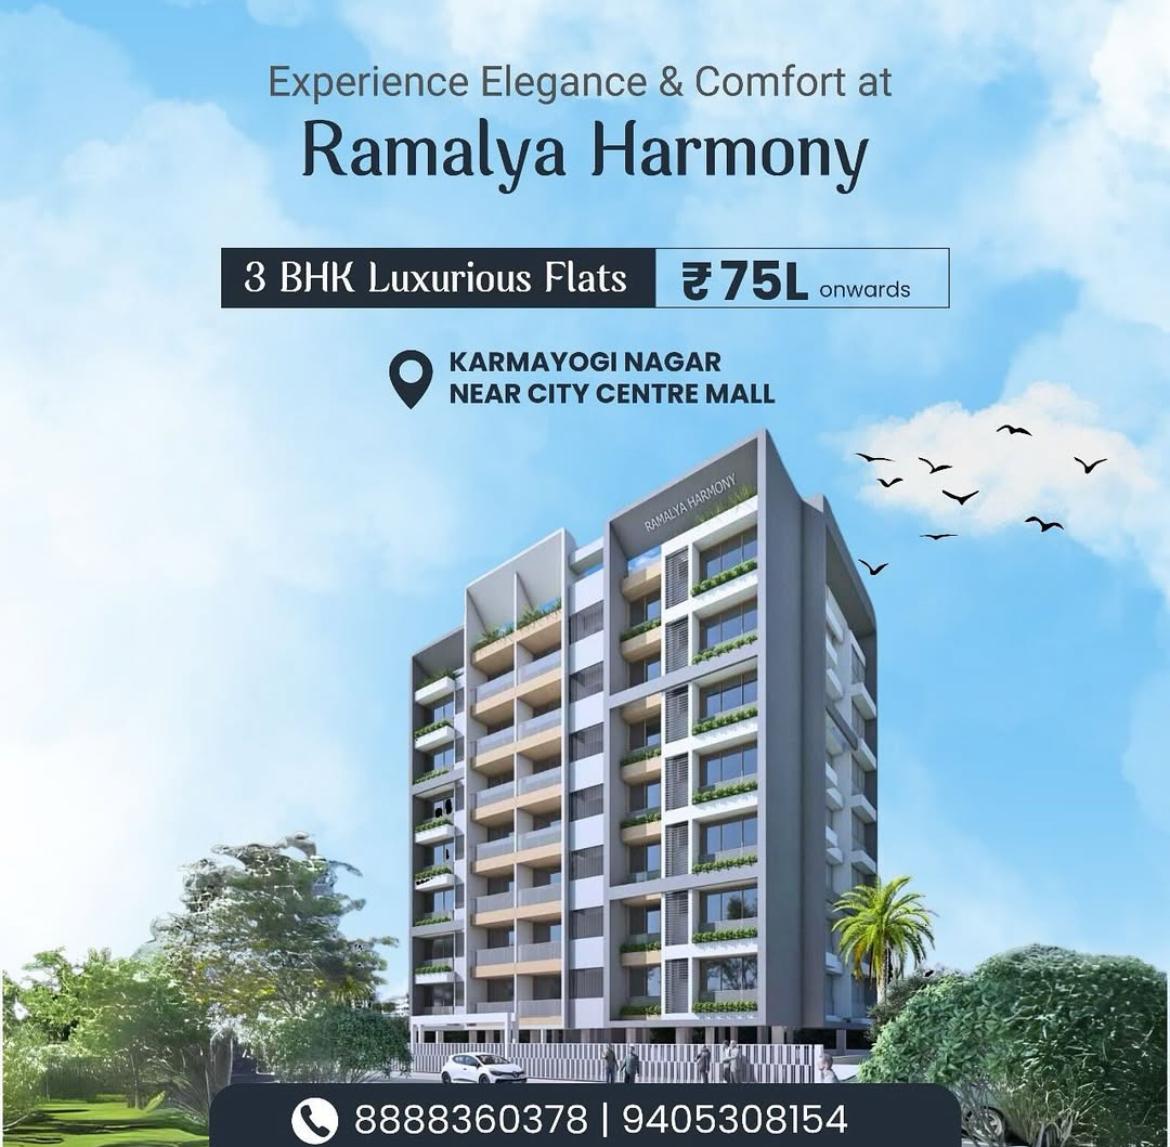 Experience Elegance & Comfort at
Ramalya Harmony
3 BHK Luxurious Flats ₹75L onwards
KARMAYOGI NAGAR
NEAR CITY CENTRE MALL
RAMALYA HARMONY
8888360378 | 9405308154